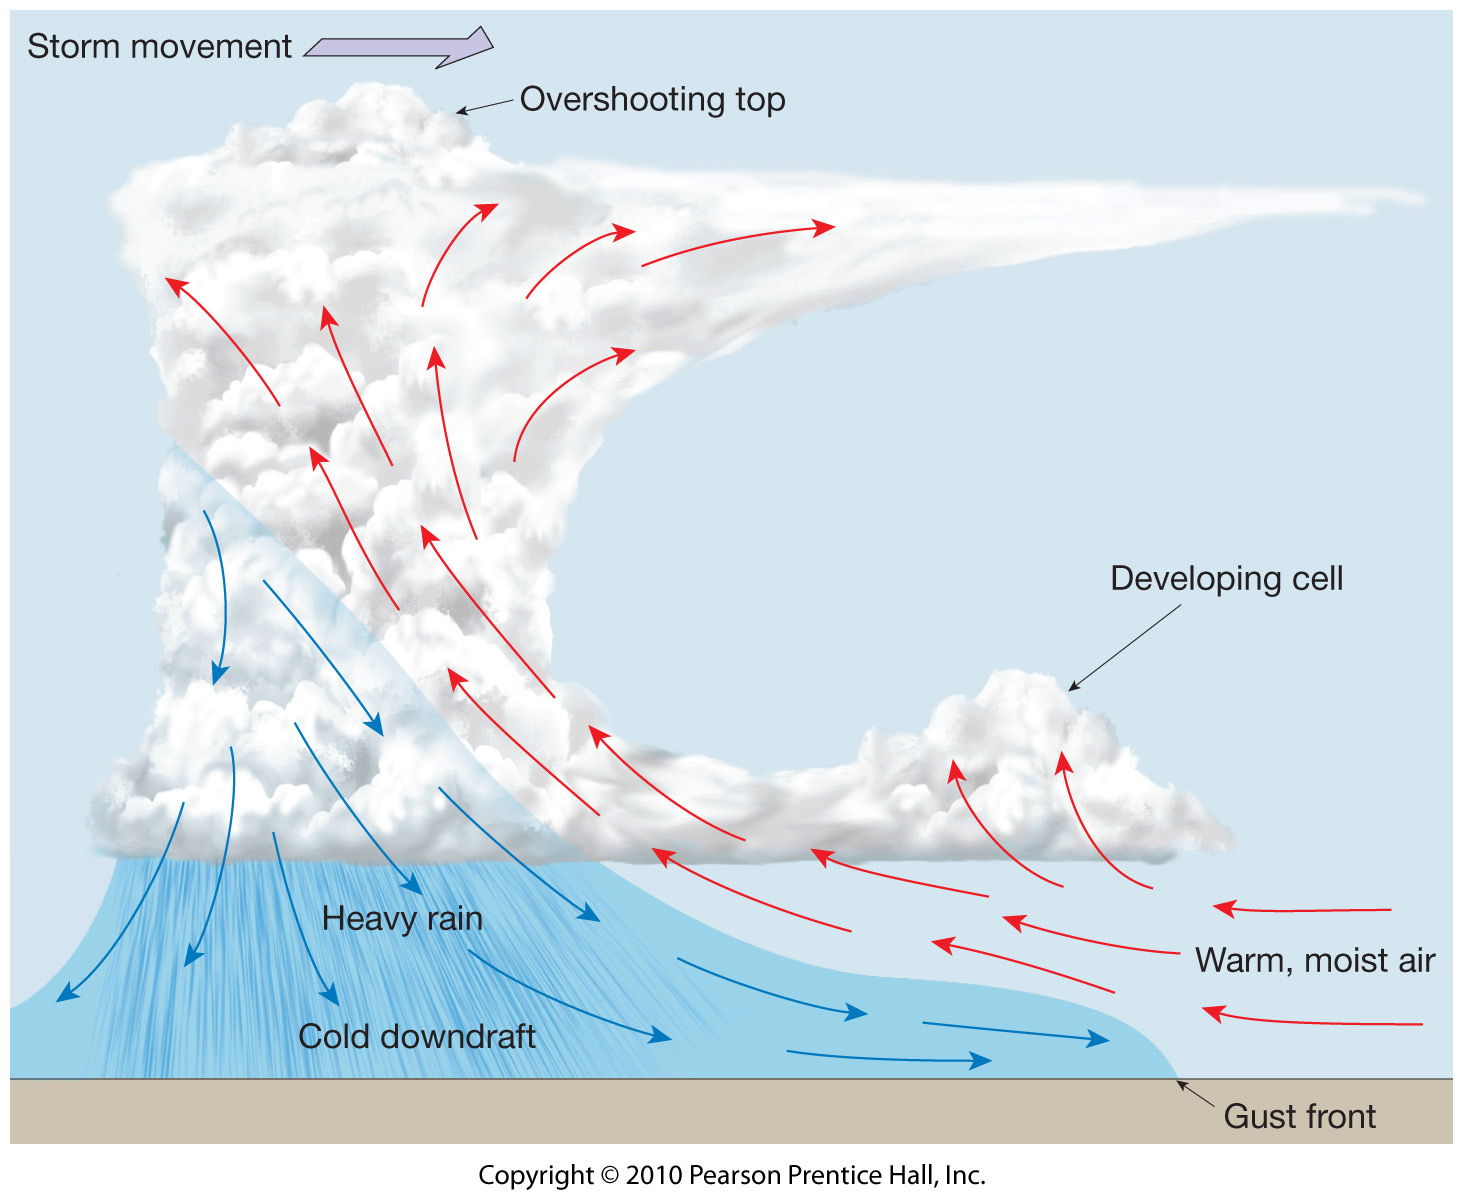 Storm movement
Overshooting top
Developing cell
Heavy rain
Warm, moist air
Cold downdraft
Gust front
Copyright © 2010 Pearson Prentice Hall, Inc.